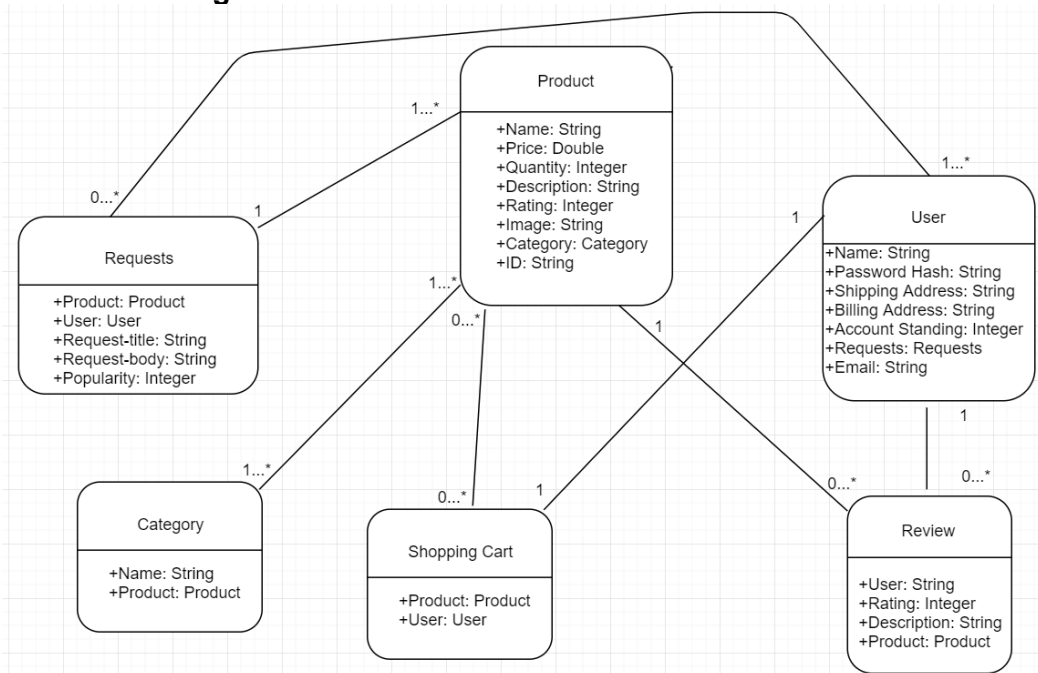 g
Product
+Name: String
+Price: Double
+Quantity: Integer
+Description: String
+Rating: Integer
+Image: String
+Category: Category
+ID: String
1...*
1
0...*
1...*
Requests
+Product: Product
+User: User
+Request-title: String
+Request-body: String
+Popularity: Integer
User
+Name: String
+Password Hash: String
+Shipping Address: String
+Billing Address: String
+Account Standing: Integer
+Requests: Requests
+Email: String
1
1...*
0...*
1
1
0...*
1...*
0...*
1
0...*
Category
+Name: String
+Product: Product
Shopping Cart
+Product: Product
+User: User
Review
+User: String
+Rating: Integer
+Description: String
+Product: Product